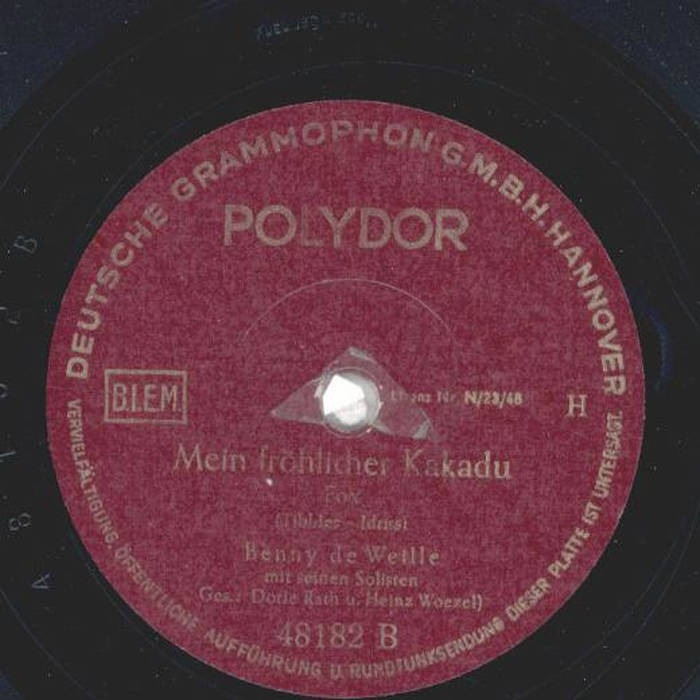 DEUTSCHE GRAMMOPHON G.M.B.H. HANNOVER
POLYDOR
B.I.E.M.
Lizenz Nr. N/23/48
H
Mein fröhlicher Kakadu
Fox
Benny de Weille
mit seinen Solisten
Ges.: Dorle Rath u. Heinz Woezel)
48182 B
VERVIELFÄLTIGUNG, ÖFFENTLICHE AUFFÜHRUNG U. RUNDFUNKSENDUNG DIESER PLATTE IST UNTERSAGT.